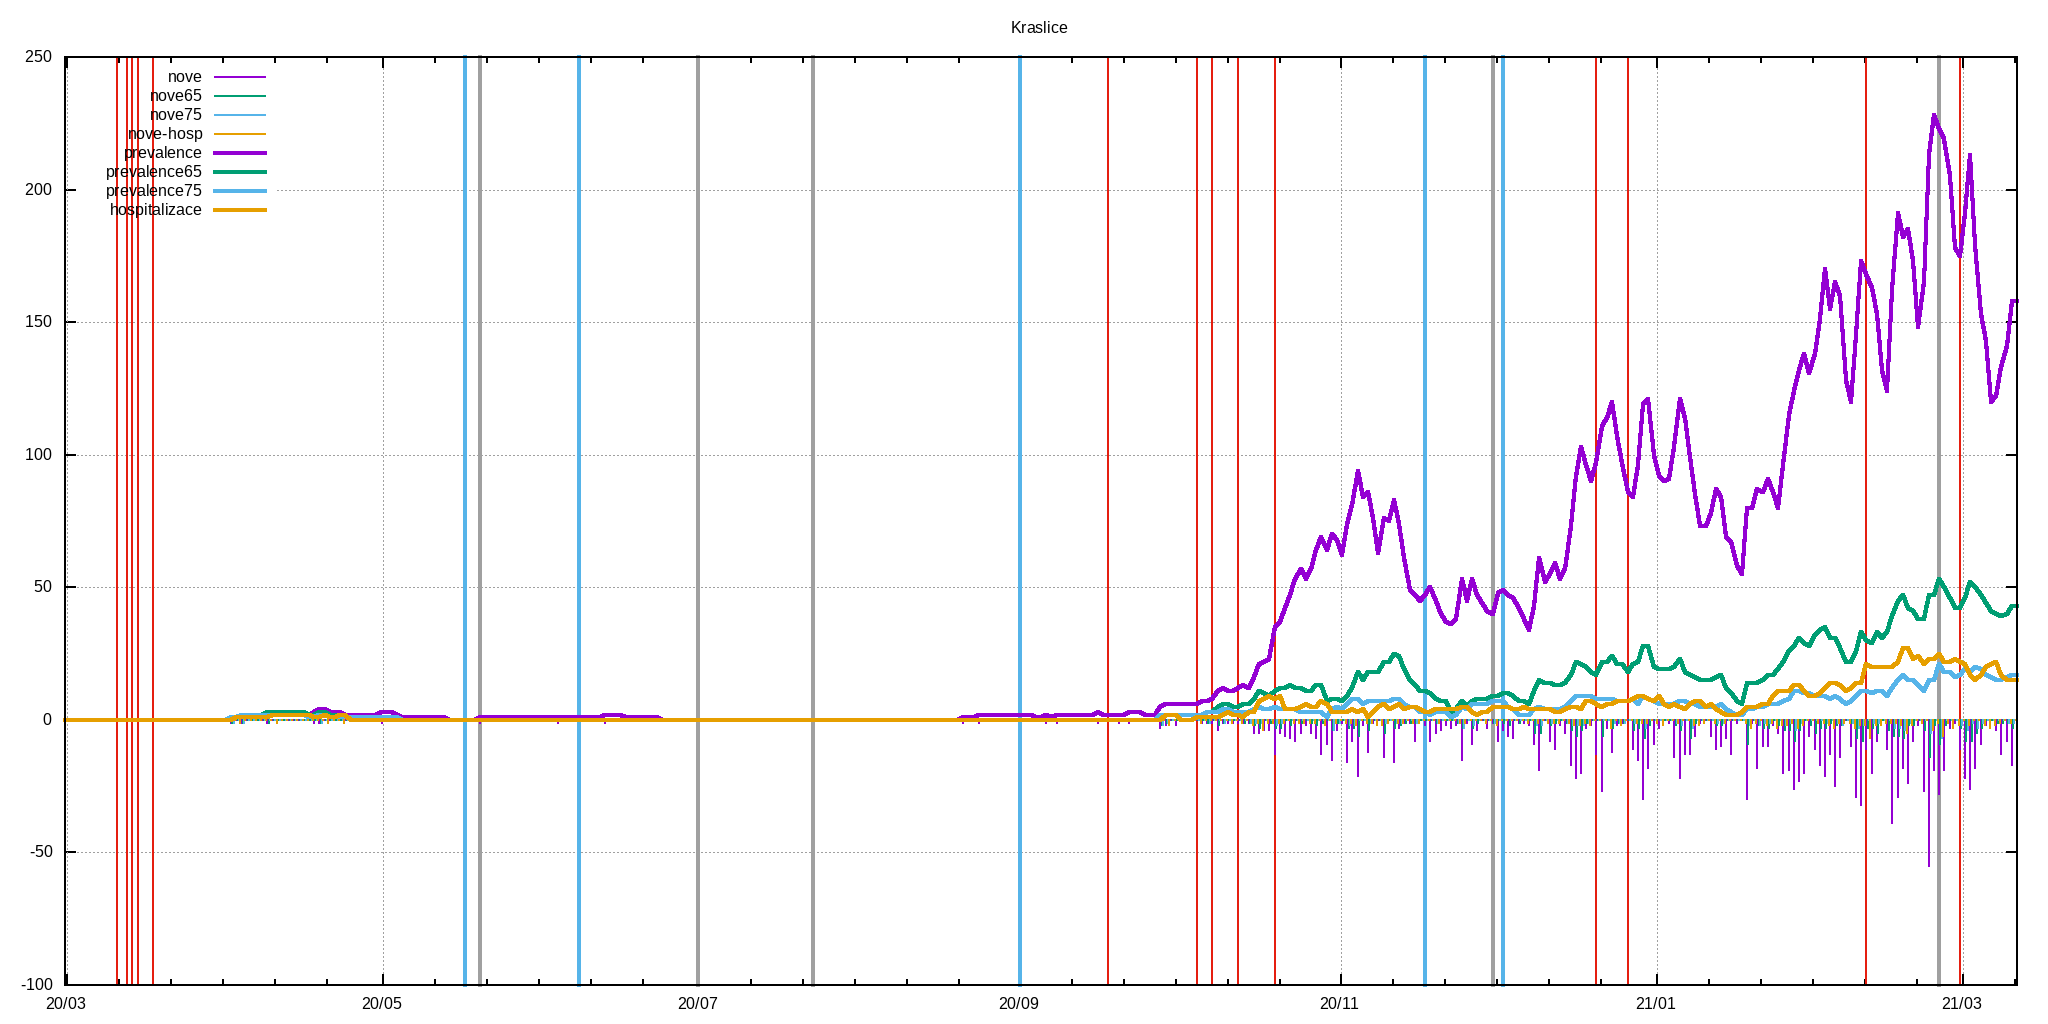 Kraslice
250
200
150
100
50
0
-50
-100
nove
nove65
nove75
nove-hosp
prevalence
prevalence65
prevalence75
hospitalizace
20/03 20/05 20/07 20/09 20/11 21/01 21/03